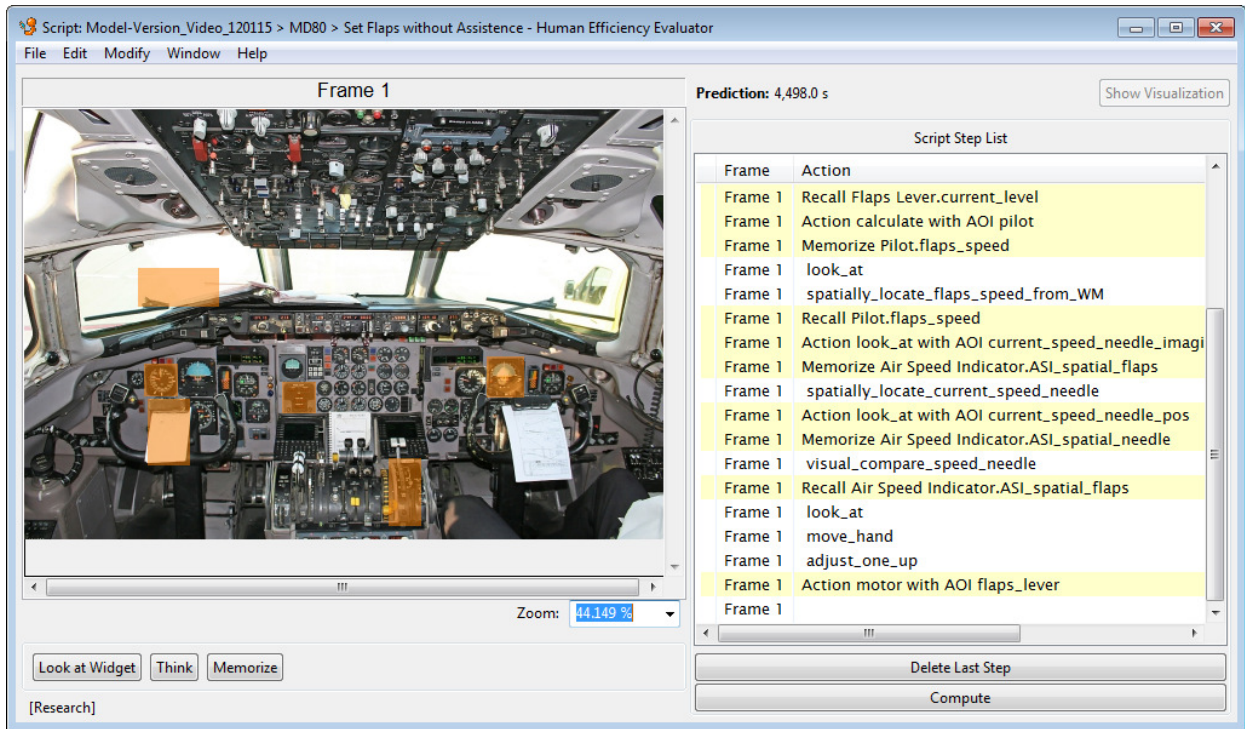 Script: Model-Version_Video_120115 > MD80 > Set Flaps without Assistence - Human Efficiency Evaluator
File Edit Modify Window Help
Frame 1
Zoom: 44.149 %
Look at Widget Think Memorize
[Research]
Prediction: 4,498.0 s
Show Visualization
Script Step List
Frame Action
Frame 1 Recall Flaps Lever.current_level
Frame 1 Action calculate with AOI pilot
Frame 1 Memorize Pilot.flaps_speed
Frame 1 look_at
Frame 1 spatially_locate_flaps_speed_from_WM
Frame 1 Recall Pilot.flaps_speed
Frame 1 Action look_at with AOI current_speed_needle_imagi
Frame 1 Memorize Air Speed Indicator.ASI_spatial_flaps
Frame 1 spatially_locate_current_speed_needle
Frame 1 Action look_at with AOI current_speed_needle_pos
Frame 1 Memorize Air Speed Indicator.ASI_spatial_needle
Frame 1 visual_compare_speed_needle
Frame 1 Recall Air Speed Indicator.ASI_spatial_flaps
Frame 1 look_at
Frame 1 move_hand
Frame 1 adjust_one_up
Frame 1 Action motor with AOI flaps_lever
Frame 1
Delete Last Step
Compute